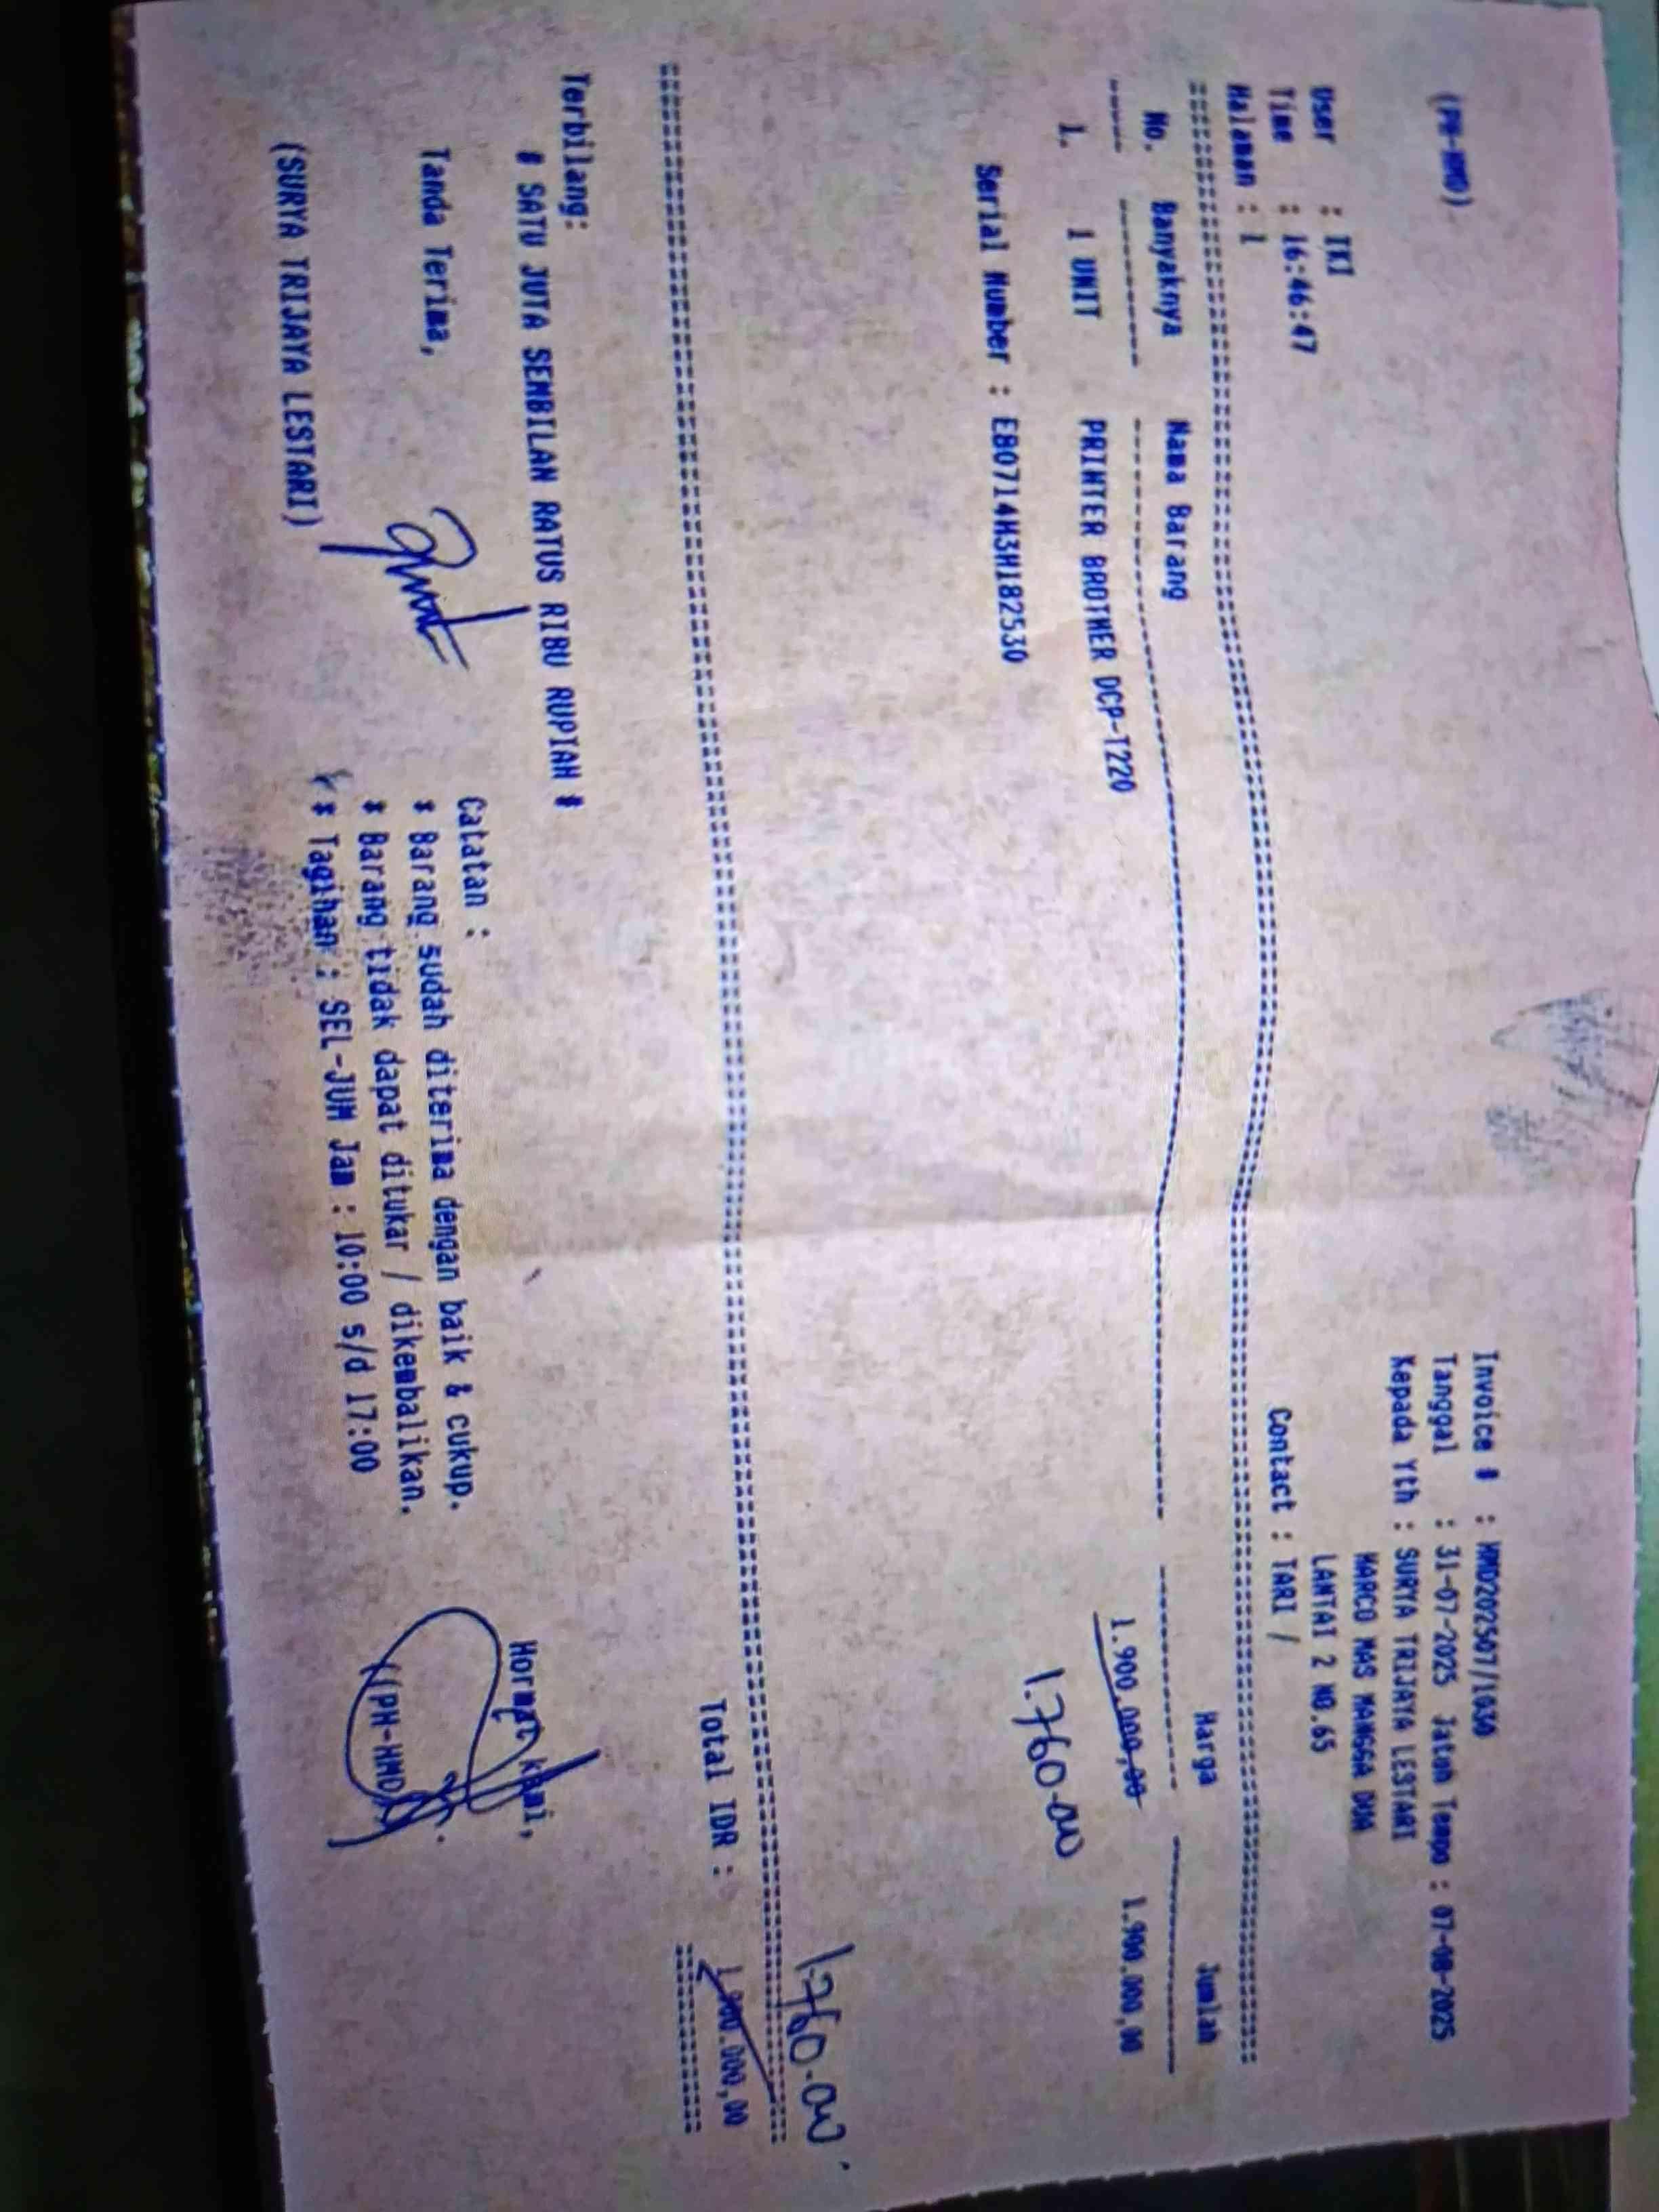 (PH-HMD)
Invoice # : HMD202507/1630
Tanggal : 31-07-2025 Jatoh Tempo : 07-08-2025
Kepada Yth : SURYA TRIJAYA LESTARI
HARCO MAS MANGGA DUA
LANTAI 2 NO.65
User : TKI
Time : 16:46:47
Halaman : 1
Contact : TARI /
No. Banyaknya Nama Barang Harga Jumlah
1. 1 UNIT PRINTER BROTHER DCP-T220 1.900.000,00 1.900.000,00
Serial Number : E80714H3H182530
1.760.000
1.760.000
Total IDR : 1.900.000,00
Terbilang:
# SATU JUTA SEMBILAN RATUS RIBU RUPIAH #
Tanda Terima,
Catatan :
* Barang sudah diterima dengan baik & cukup.
* Barang tidak dapat ditukar / dikembalikan.
* Tagihan : SEL-JUM Jam : 10:00 s/d 17:00
Hormat kami,
(SURYA TRIJAYA LESTARI)
(PH-HMD)